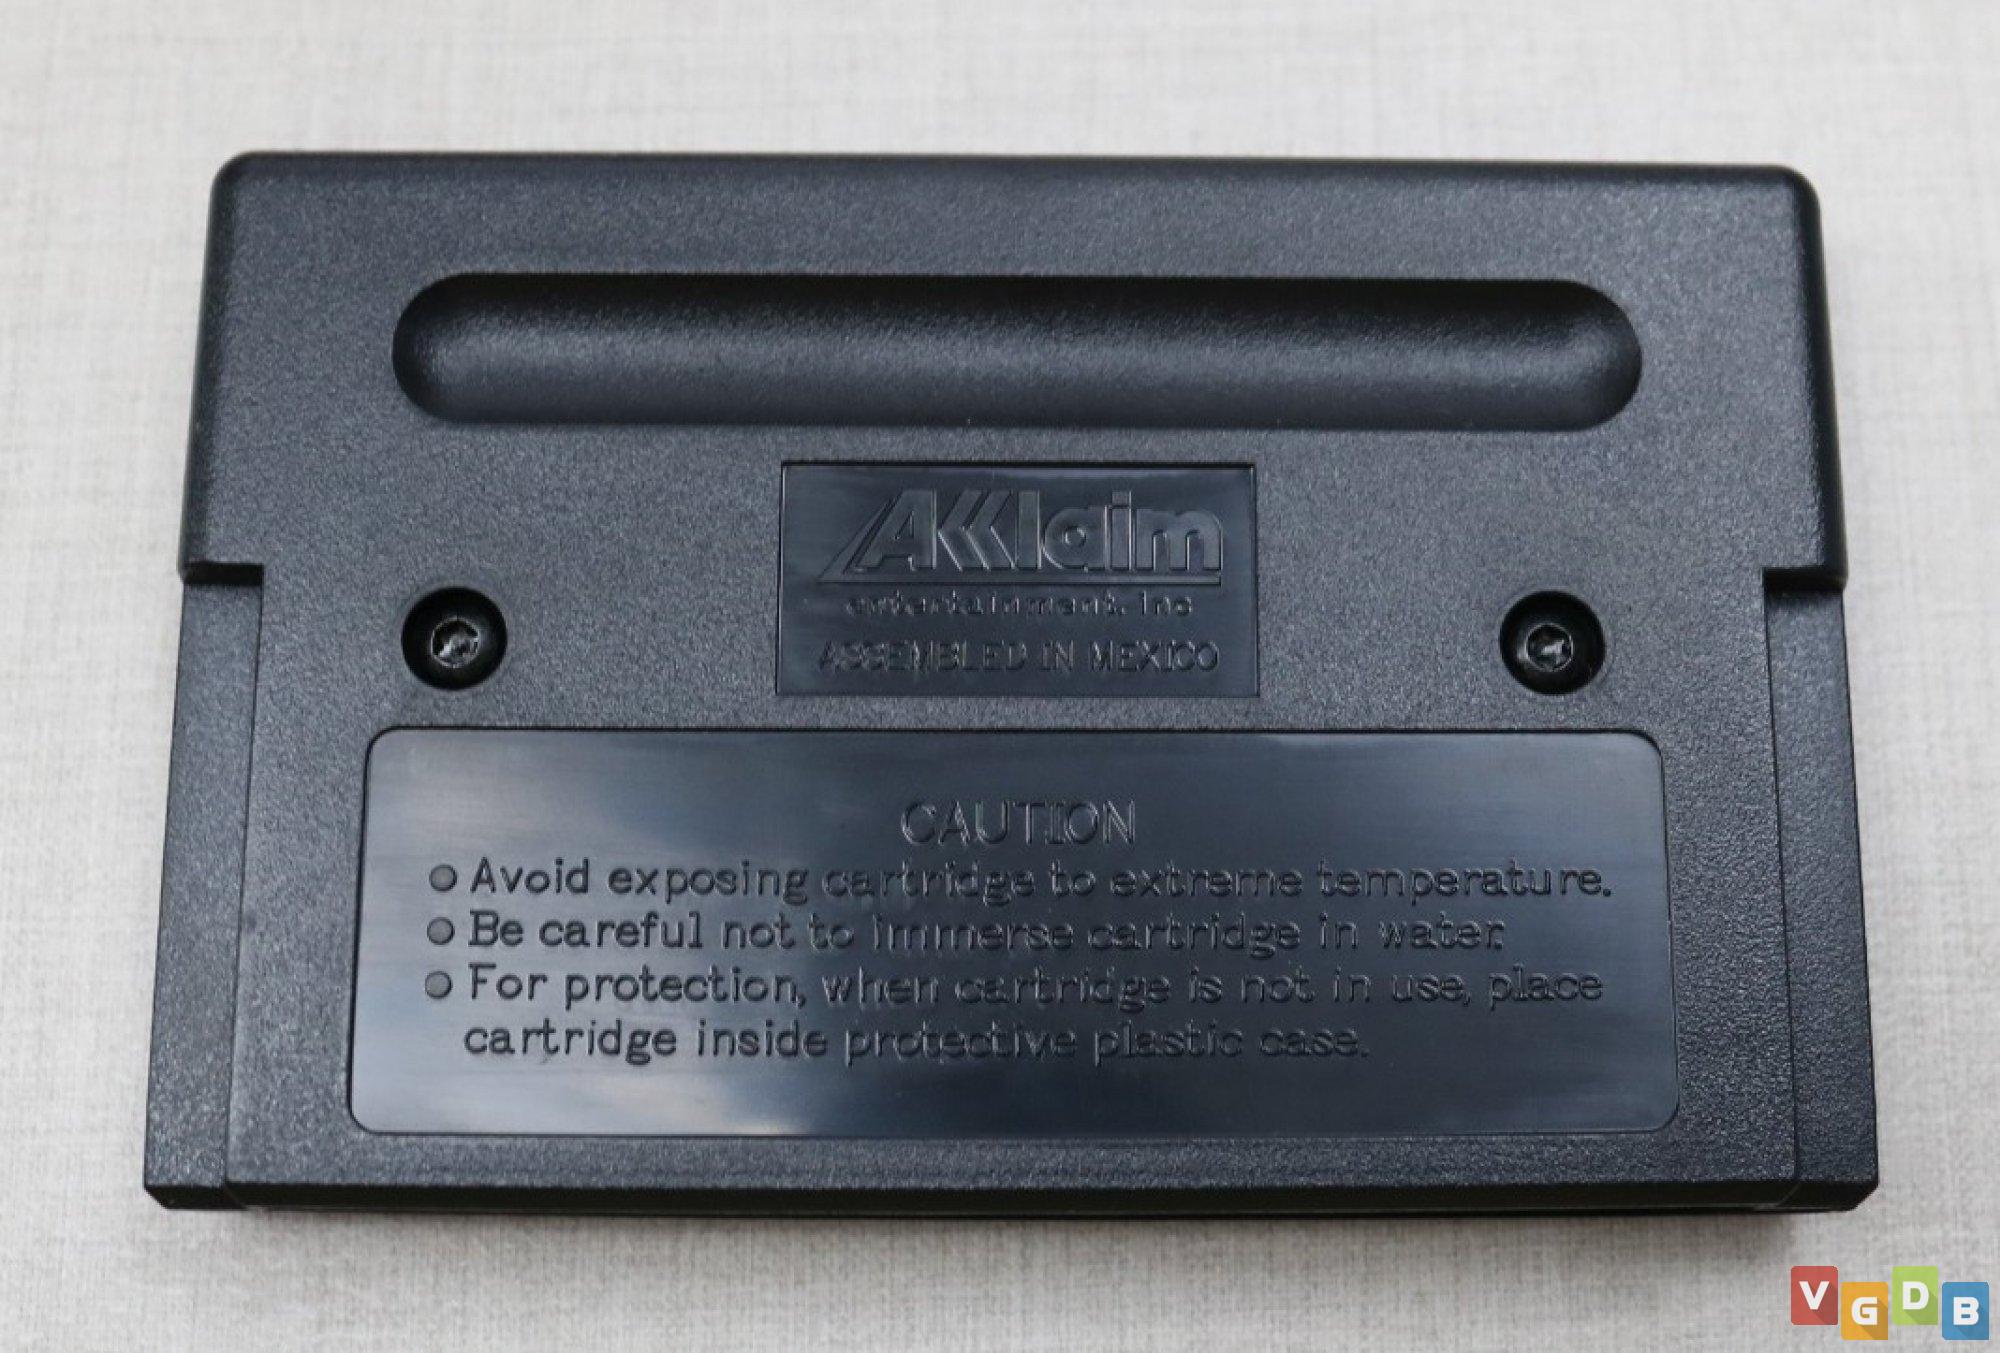 AKKlaim
entertainment. inc
ASSEMBLED IN MEXICO
CAUTION
● Avoid exposing cartridge to extreme temperature.
● Be careful not to immerse cartridge in water.
● For protection, when cartridge is not in use, place
cartridge inside protective plastic case.
VGDB